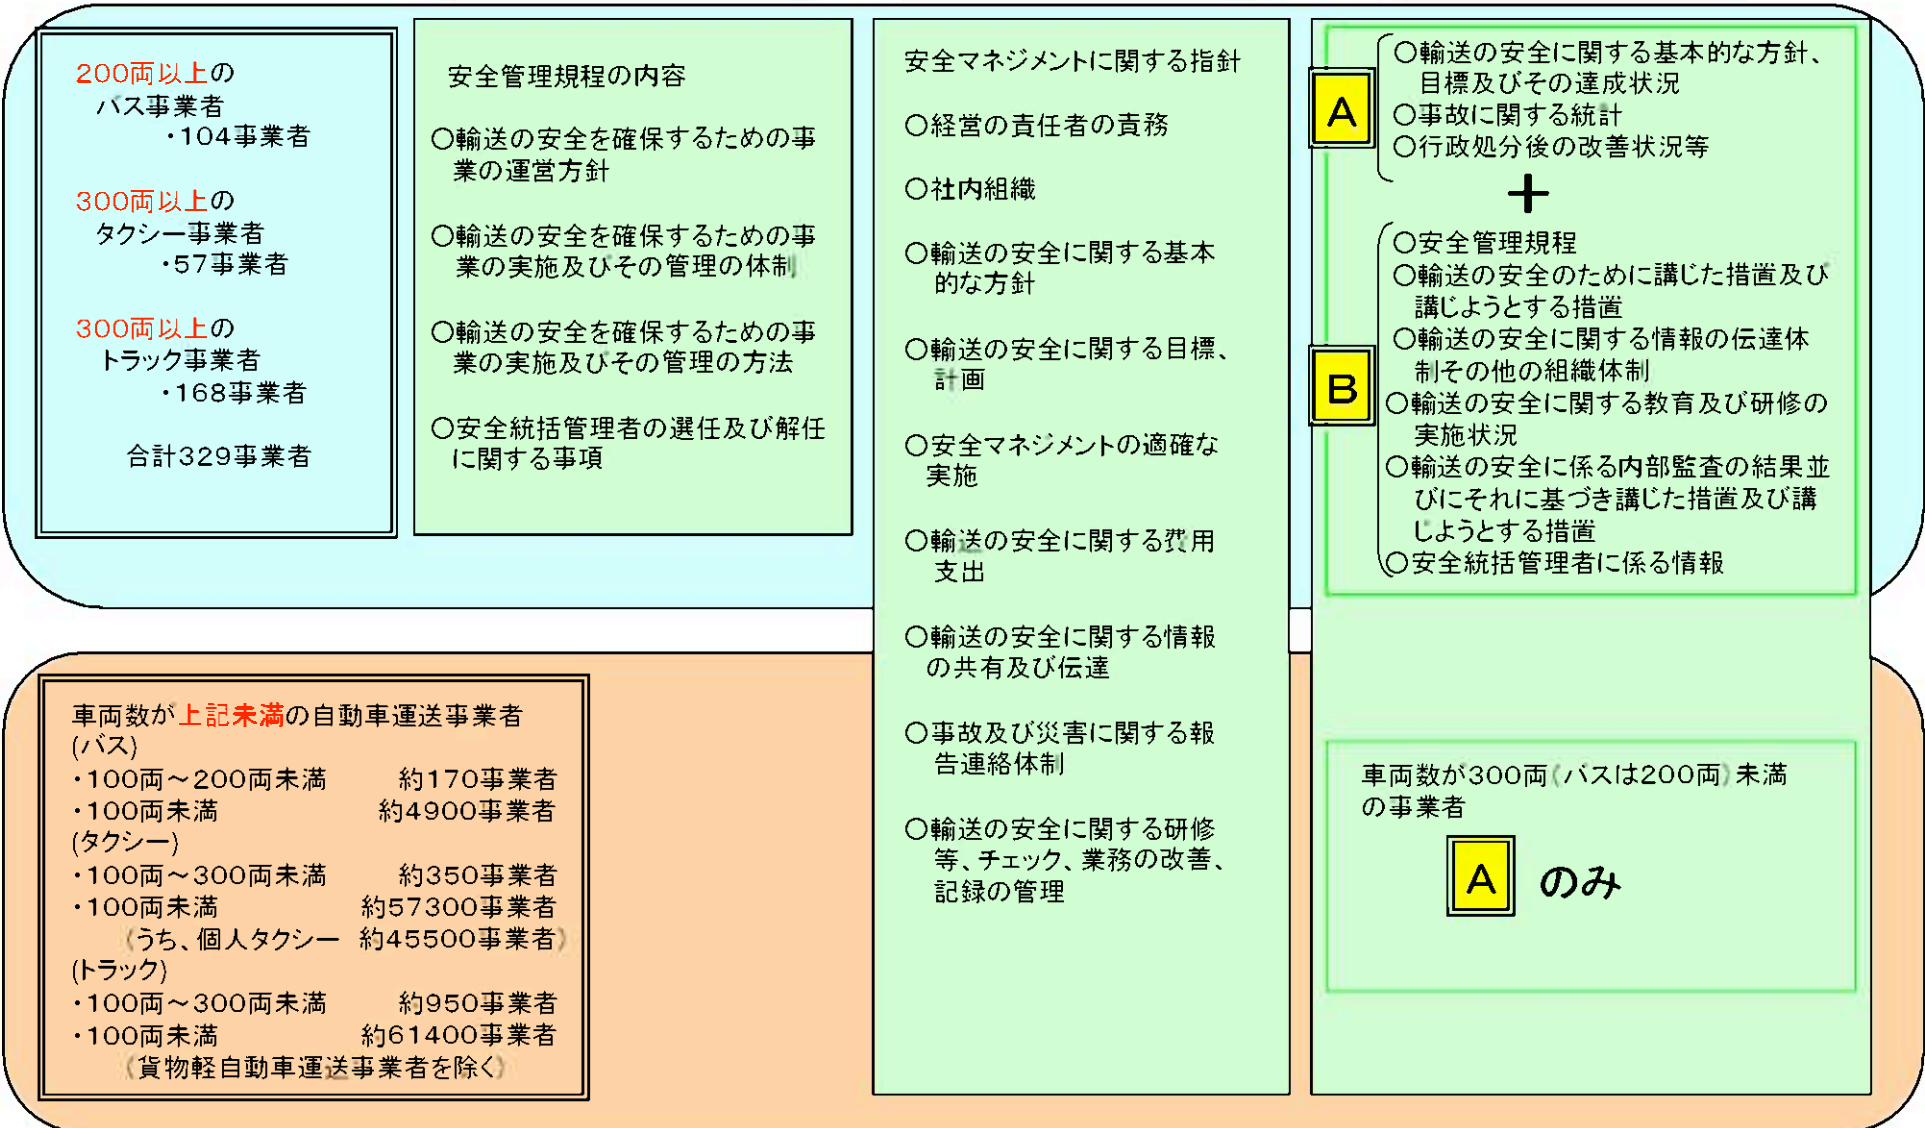 200両以上の
バス事業者
・104事業者
300両以上の
タクシー事業者
・57事業者
300両以上の
トラック事業者
・168事業者
合計329事業者
安全管理規程の内容
○輸送の安全を確保するための事
業の運営方針
○輸送の安全を確保するための事
業の実施及びその管理の体制
○輸送の安全を確保するための事
業の実施及びその管理の方法
○安全統括管理者の選任及び解任
に関する事項
安全マネジメントに関する指針
○経営の責任者の責務
○社内組織
○輸送の安全に関する基本
的な方針
○輸送の安全に関する目標、
計画
○安全マネジメントの適確な
実施
○輸送の安全に関する費用
支出
○輸送の安全に関する情報
の共有及び伝達
○事故及び災害に関する報
告連絡体制
○輸送の安全に関する研修
等、チェック、業務の改善、
記録の管理
A
○輸送の安全に関する基本的な方針、
目標及びその達成状況
○事故に関する統計
○行政処分後の改善状況等
＋
B
○安全管理規程
○輸送の安全のために講じた措置及び
講じようとする措置
○輸送の安全に関する情報の伝達体
制その他の組織体制
○輸送の安全に関する教育及び研修の
実施状況
○輸送の安全に係る内部監査の結果並
びにそれに基づき講じた措置及び講
じようとする措置
○安全統括管理者に係る情報
車両数が上記未満の自動車運送事業者
(バス)
・100両～200両未満 約170事業者
・100両未満 約4900事業者
(タクシー)
・100両～300両未満 約350事業者
・100両未満 約57300事業者
(うち、個人タクシー 約45500事業者)
(トラック)
・100両～300両未満 約950事業者
・100両未満 約61400事業者
(貨物軽自動車運送事業者を除く)
車両数が300両(バスは200両)未満
の事業者
A のみ